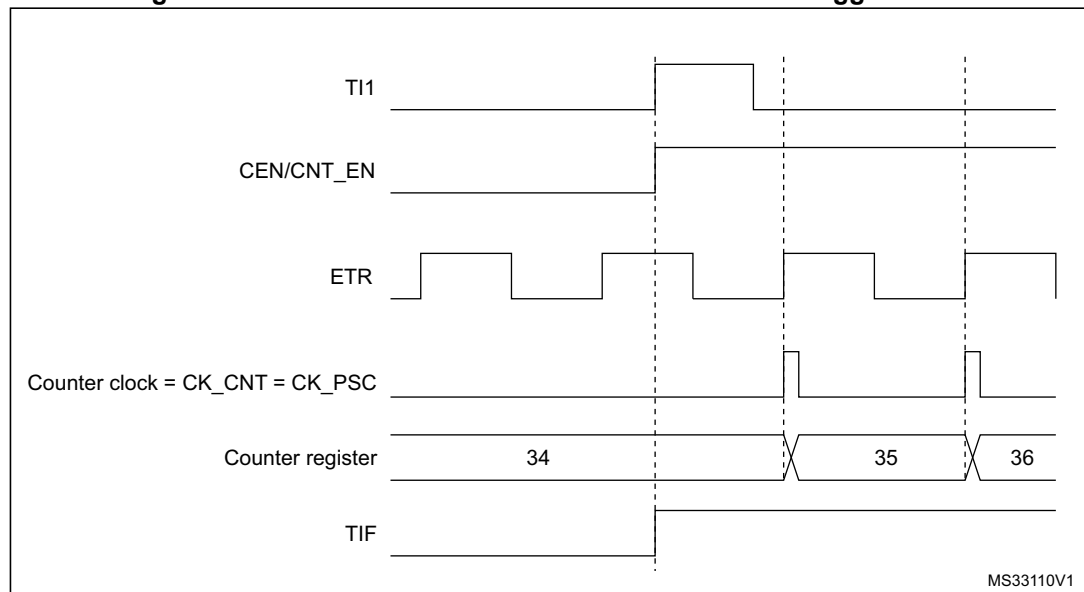 TI1
CEN/CNT_EN
ETR
Counter clock = CK_CNT = CK_PSC
Counter register 34 35 36
TIF
MS33110V1